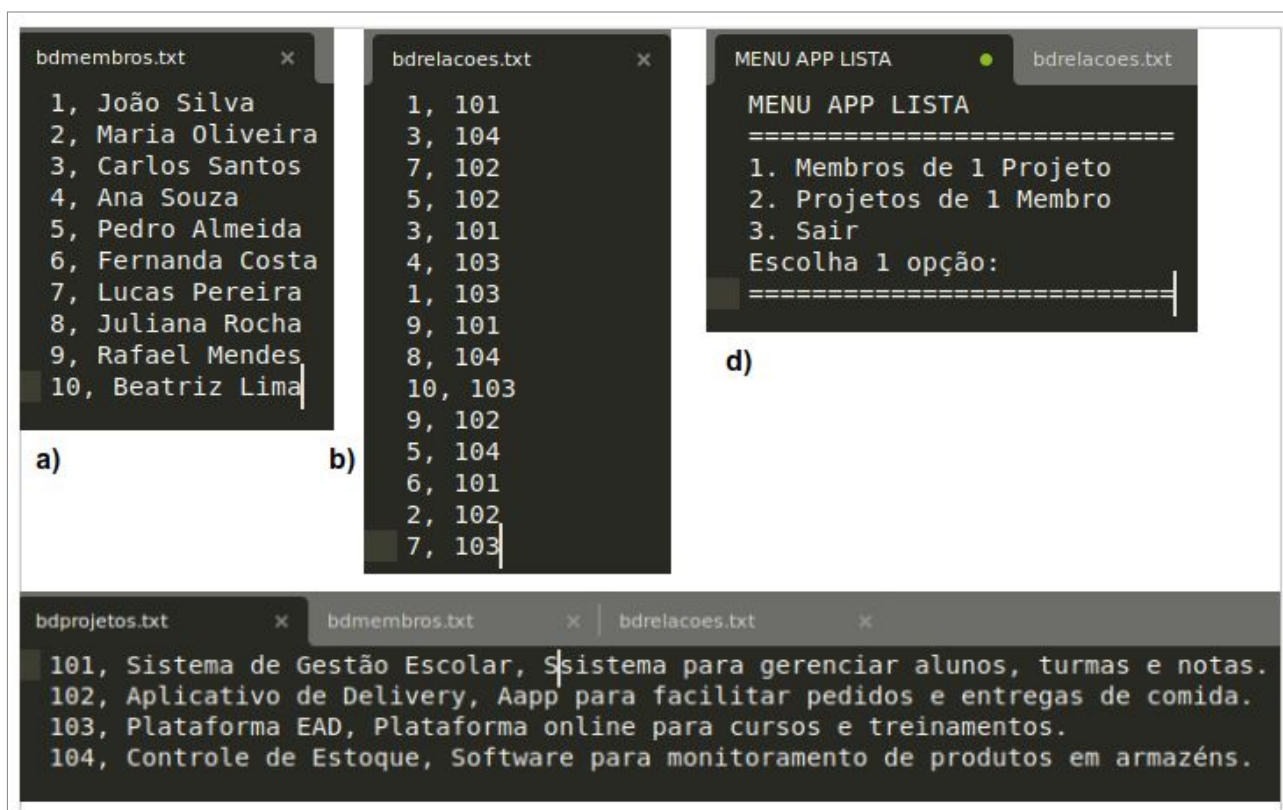 bdmembros.txt ×
1, João Silva
2, Maria Oliveira
3, Carlos Santos
4, Ana Souza
5, Pedro Almeida
6, Fernanda Costa
7, Lucas Pereira
8, Juliana Rocha
9, Rafael Mendes
10, Beatriz Lima
a)
bdrelacoes.txt ×
1, 101
3, 104
7, 102
5, 102
3, 101
4, 103
1, 103
9, 101
8, 104
10, 103
9, 102
5, 104
6, 101
2, 102
7, 103
b)
MENU APP LISTA bdrelacoes.txt
MENU APP LISTA
===========================
1. Membros de 1 Projeto
2. Projetos de 1 Membro
3. Sair
Escolha 1 opção:
===========================
d)
bdprojetos.txt × bdmembros.txt × bdrelacoes.txt ×
101, Sistema de Gestão Escolar, Ssistema para gerenciar alunos, turmas e notas.
102, Aplicativo de Delivery, Aapp para facilitar pedidos e entregas de comida.
103, Plataforma EAD, Plataforma online para cursos e treinamentos.
104, Controle de Estoque, Software para monitoramento de produtos em armazéns.